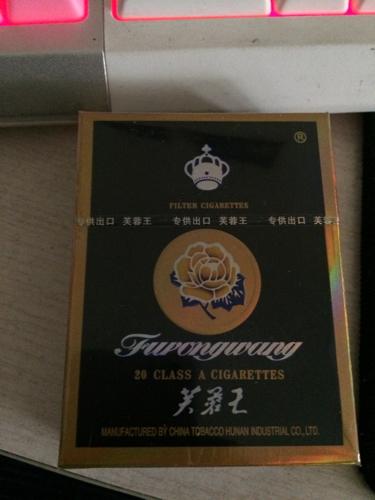 ®
FILTER CIGARETTES
专供出口 芙蓉王 专供出口 芙蓉王 专供出口 芙蓉王
Furongwang
20 CLASS A CIGARETTES
芙蓉王
MANUFACTURED BY CHINA TOBACCO HUNAN INDUSTRIAL CO., LTD.